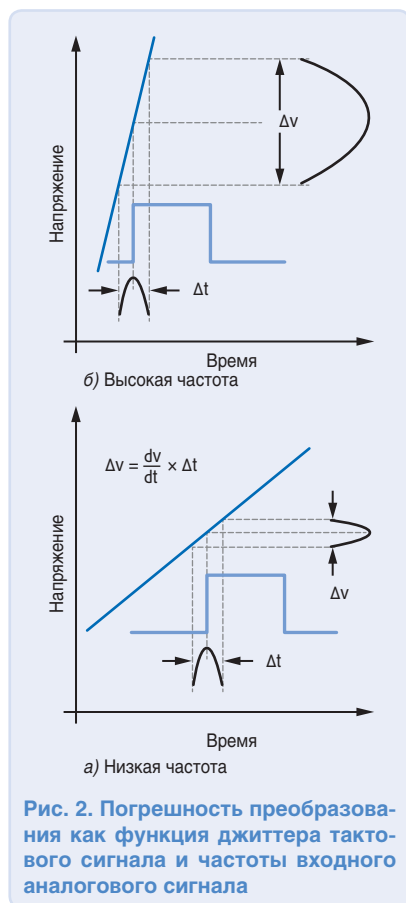 Напряжение
Δv
Δt
Время
б) Высокая частота
Напряжение
Δv = dv/dt × Δt
Δv
Δt
Время
а) Низкая частота
Рис. 2. Погрешность преобразова-
ния как функция джиттера такто-
вого сигнала и частоты входного
аналогового сигнала